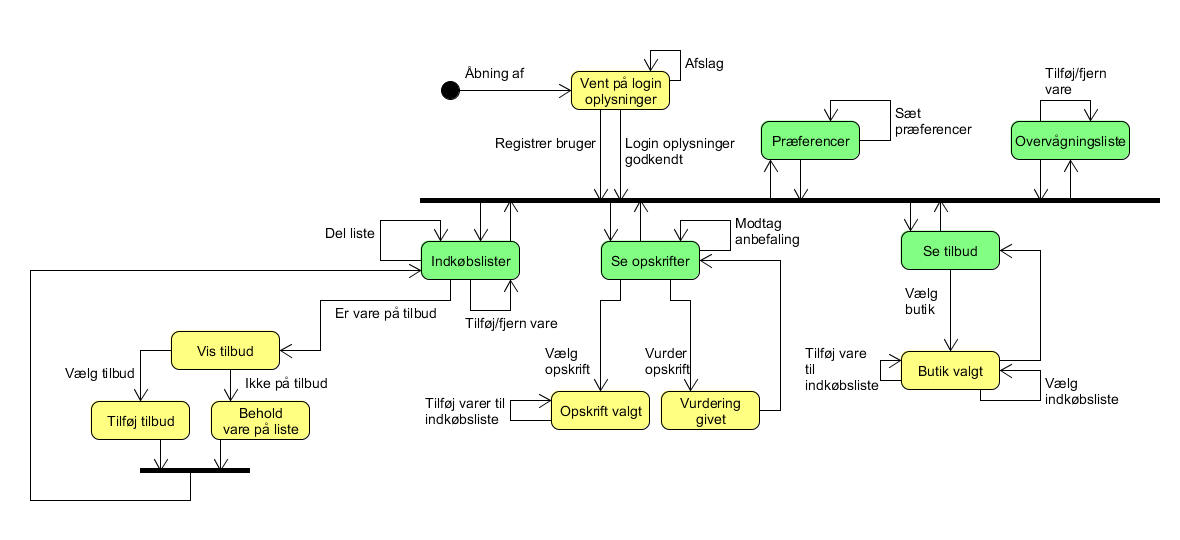 Åbning af
Vent på login
oplysninger
Afslag
Registrer bruger
Login oplysninger
godkendt
Præferencer
Sæt
præferencer
Tilføj/fjern
vare
Overvågningsliste
Del liste
Indkøbslister
Tilføj/fjern vare
Er vare på tilbud
Se opskrifter
Modtag
anbefaling
Se tilbud
Vælg
butik
Vis tilbud
Vælg tilbud
Ikke på tilbud
Tilføj tilbud
Behold
vare på liste
Vælg
opskrift
Vurder
opskrift
Tilføj varer til
indkøbsliste
Opskrift valgt
Vurdering
givet
Tilføj vare
til
indkøbsliste
Butik valgt
Vælg
indkøbsliste